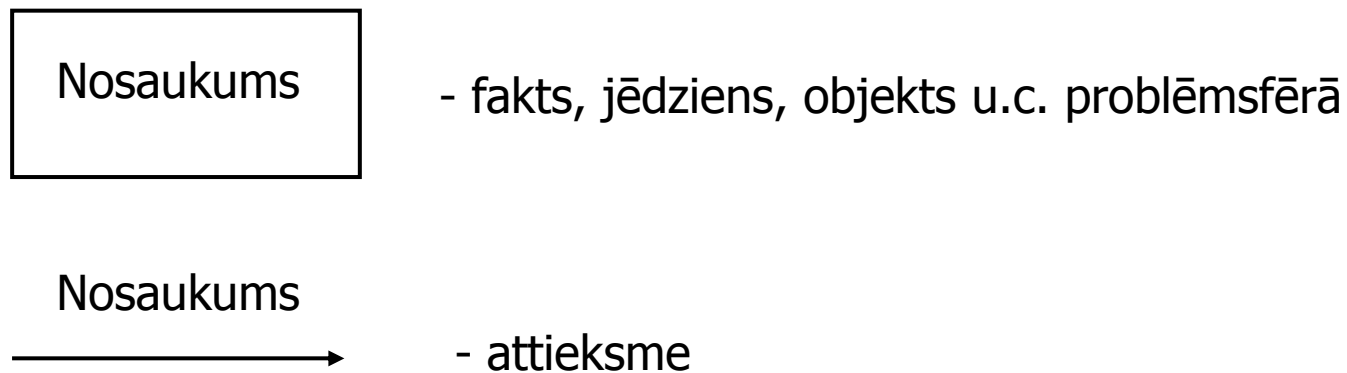 Nosaukums
- fakts, jēdziens, objekts u.c. problēmsfērā
Nosaukums
- attieksme